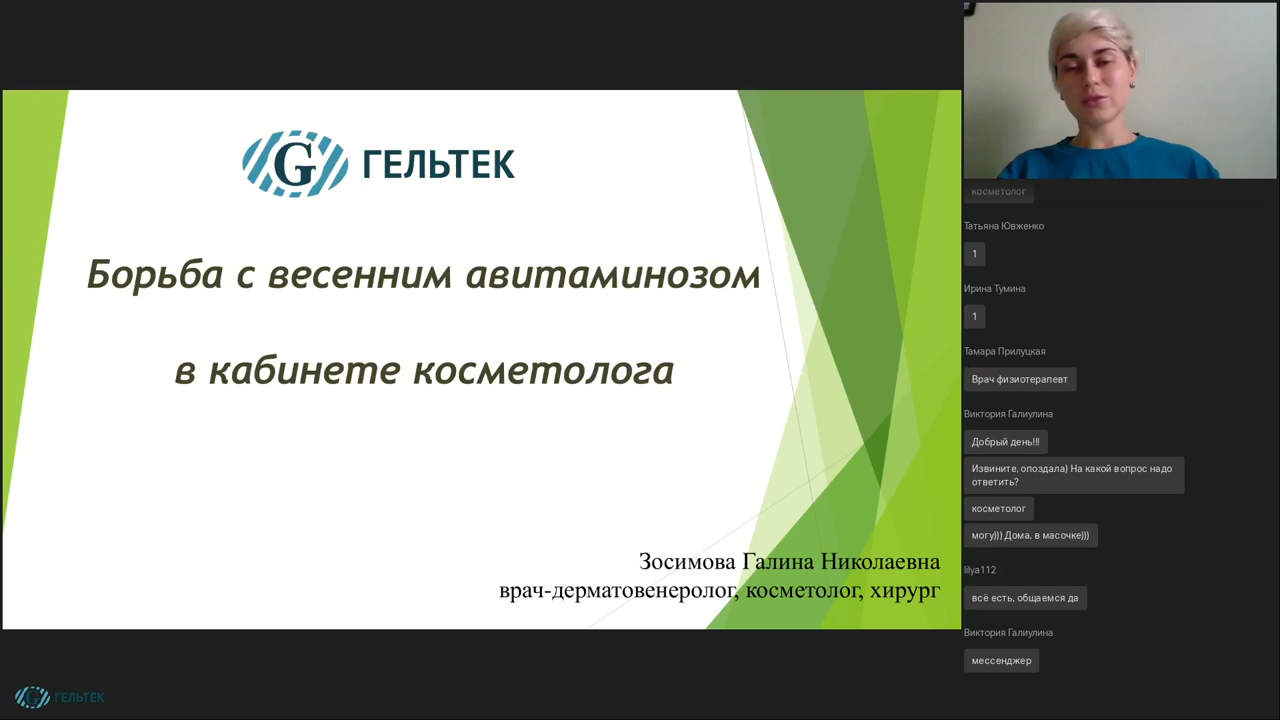 G ГЕЛЬТЕК
Борьба с весенним авитаминозом
в кабинете косметолога
Зосимова Галина Николаевна
врач-дерматовенеролог, косметолог, хирург
косметолог
Татьяна Ювженко
1
Ирина Тумина
1
Тамара Прилуцкая
Врач физиотерапевт
Виктория Галиулина
Добрый день!!!
Извините, опоздала) На какой вопрос надо
ответить?
косметолог
могу))) Дома, в масочке)))
lilya112
всё есть, общаемся да
Виктория Галиулина
мессенджер
G ГЕЛЬТЕК